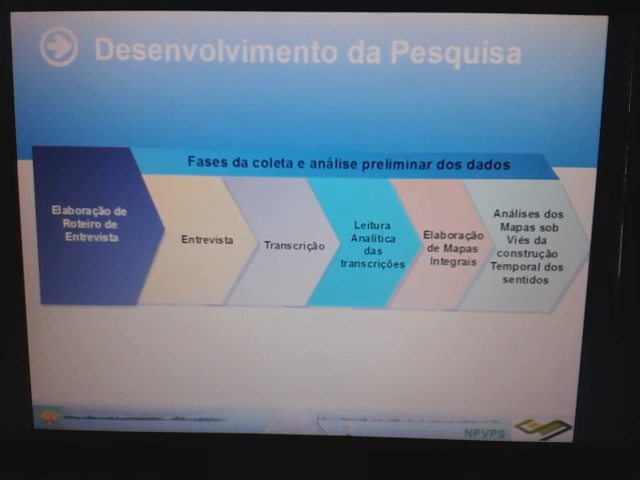 Desenvolvimento da Pesquisa
Fases da coleta e análise preliminar dos dados
Elaboração de
Roteiro de
Entrevista
Entrevista
Transcrição
Leitura
Analítica
das
transcrições
Elaboração
de Mapas
Integrais
Análises dos
Mapas sob
Viés da
construção
Temporal dos
sentidos
NPVPS